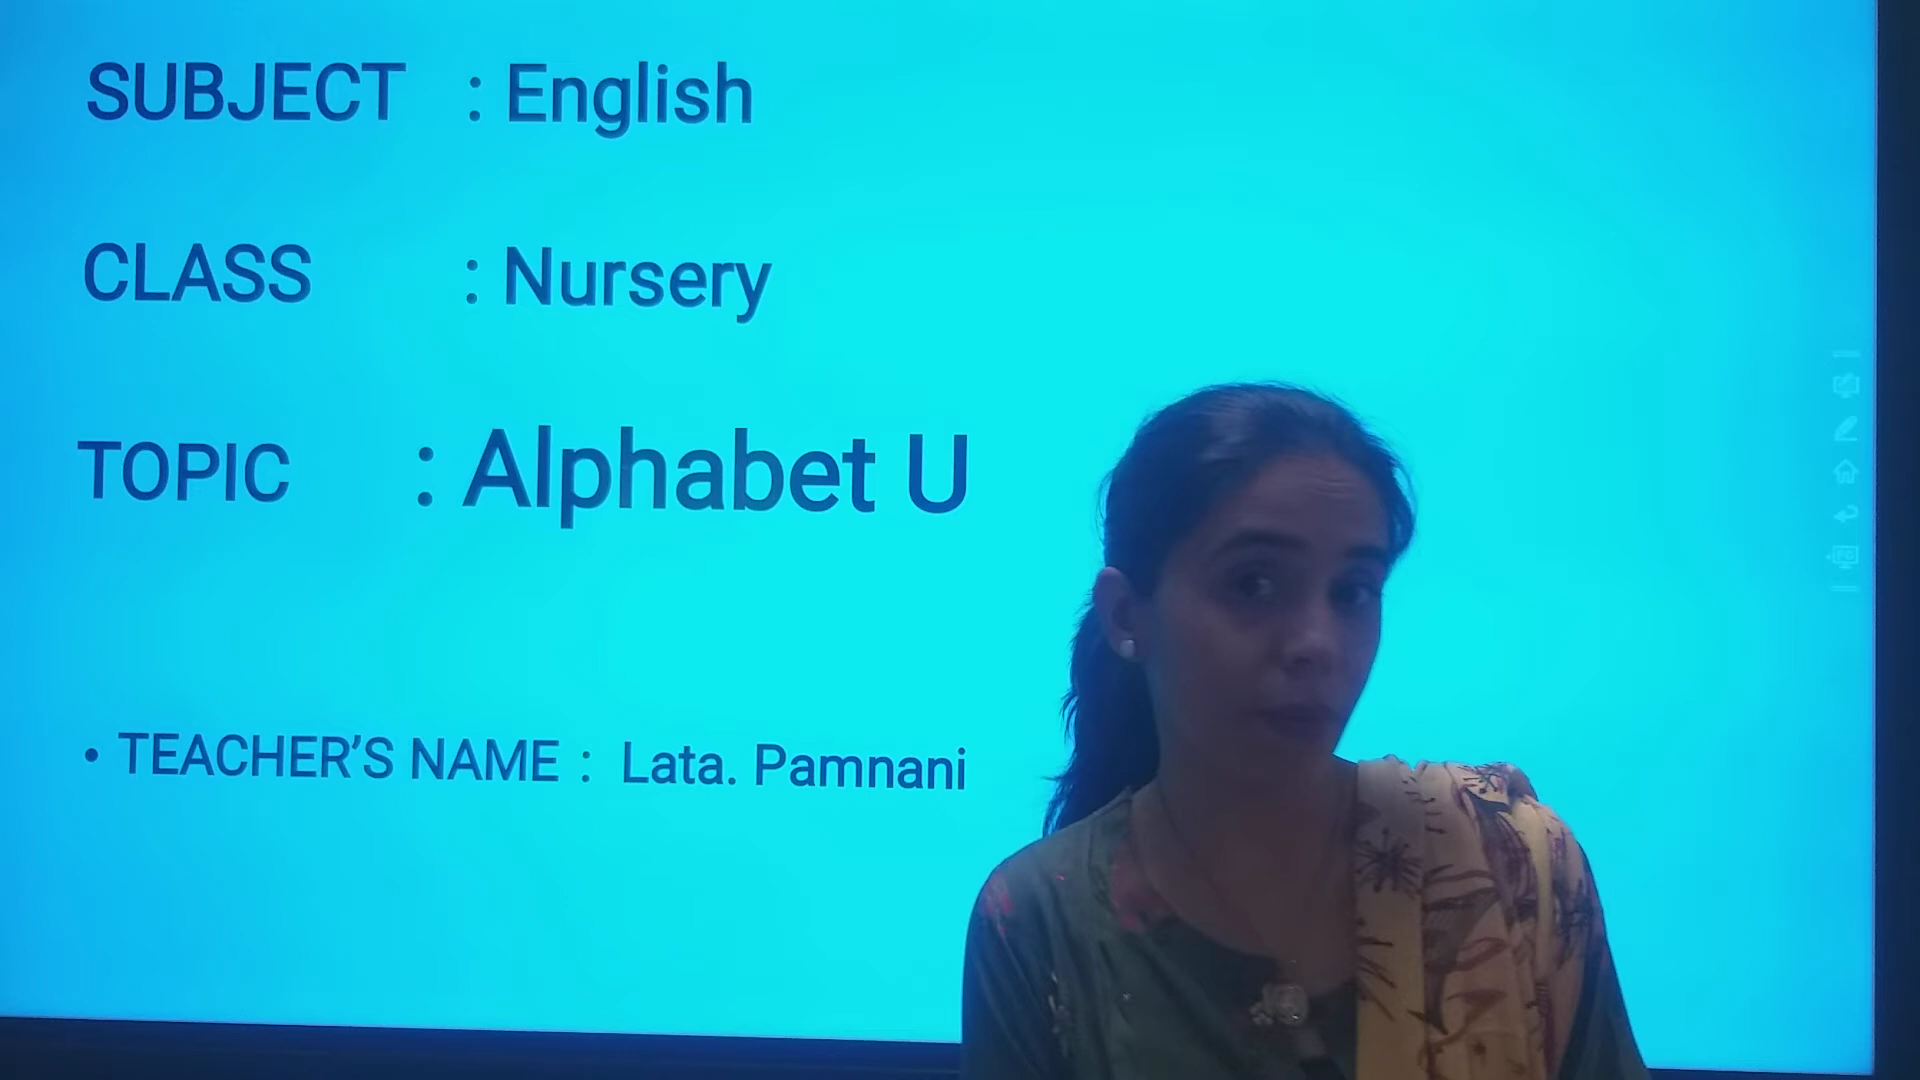 SUBJECT : English
CLASS : Nursery
TOPIC : Alphabet U
• TEACHER’S NAME : Lata. Pamnani